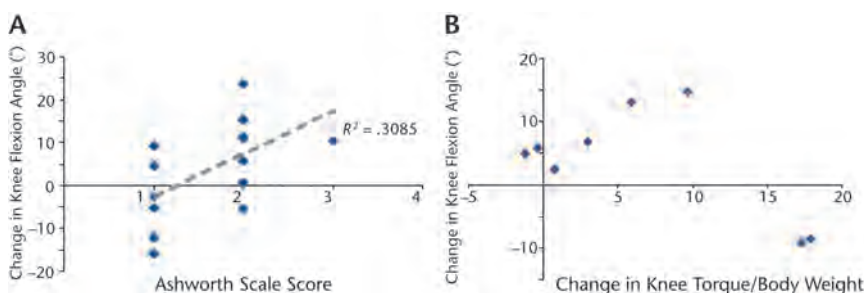 A
Change in Knee Flexion Angle (°)
30
20
10
0
−10
−20
1
2
3
4
R² = .3085
Ashworth Scale Score
B
Change in Knee Flexion Angle (°)
20
10
−10
−5
0
5
10
15
20
Change in Knee Torque/Body Weight